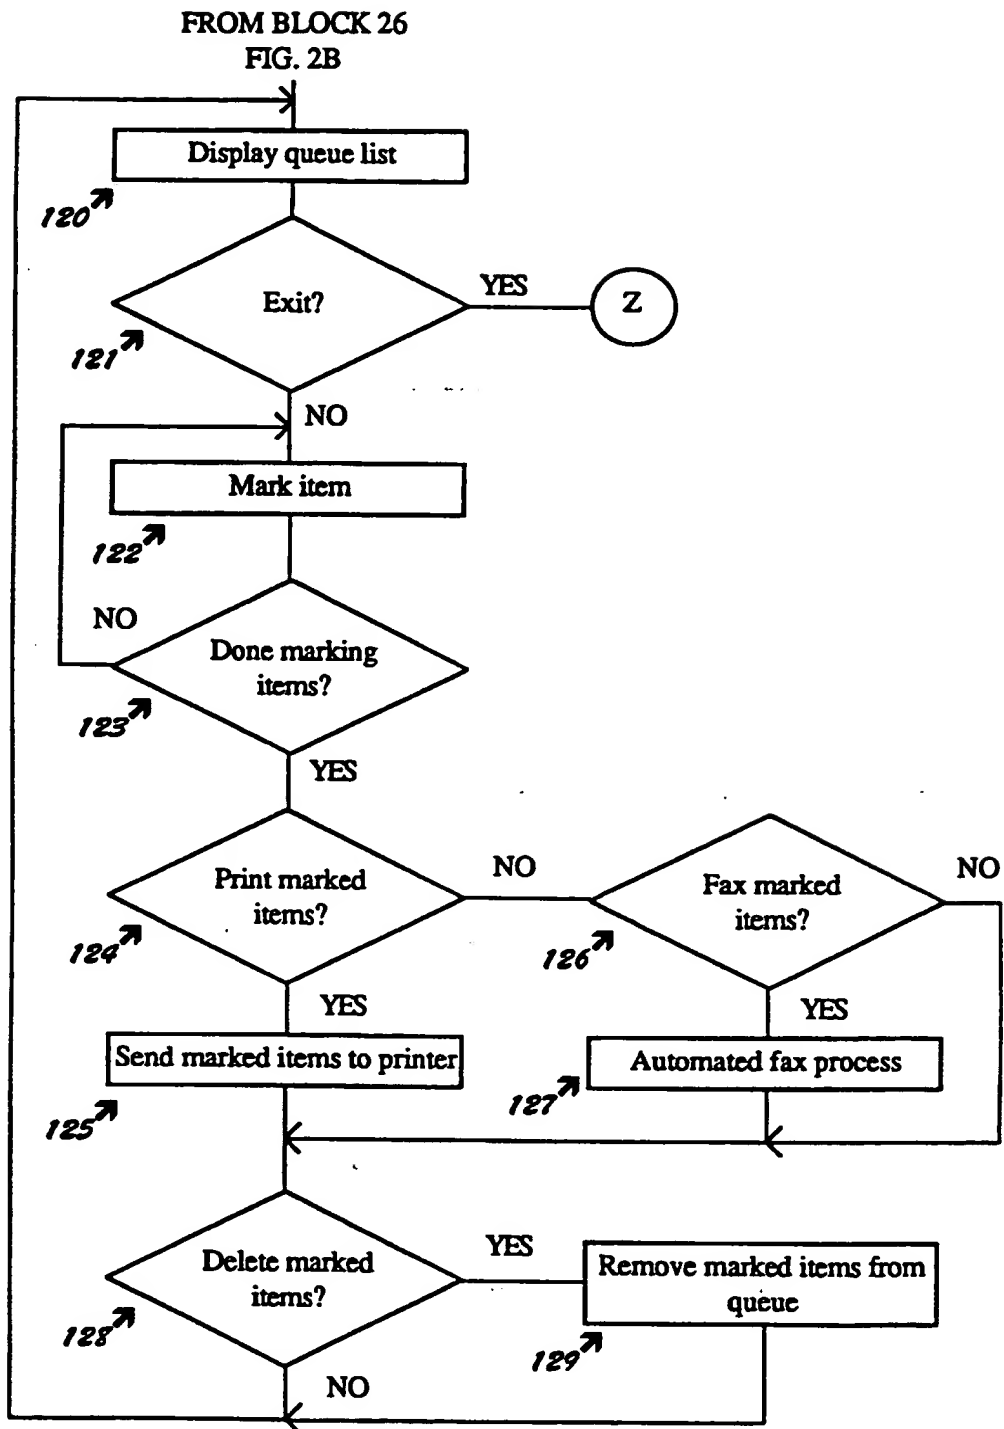 FROM BLOCK 26
FIG. 2B
Display queue list
120
Exit?
YES
Z
121
NO
Mark item
122
NO
Done marking
items?
123
YES
Print marked
items?
NO
Fax marked
items?
NO
124
126
YES
YES
Send marked items to printer
Automated fax process
125
127
Delete marked
items?
YES
Remove marked items from
queue
128
129
NO